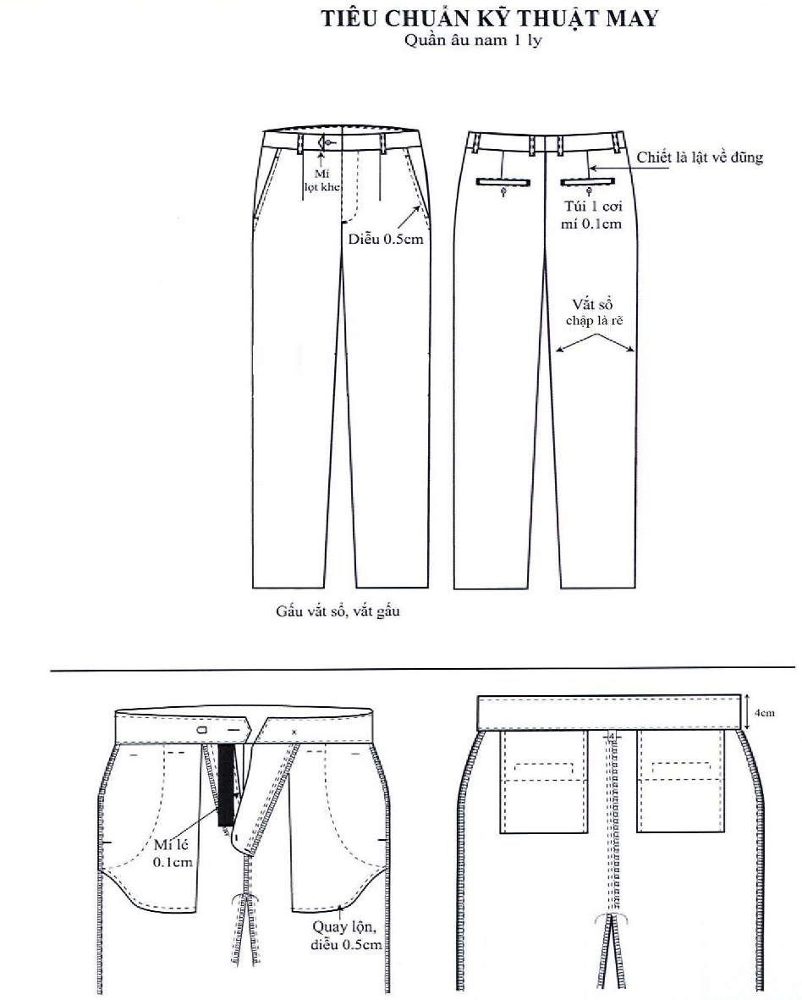 TIÊU CHUẨN KỸ THUẬT MAY
Quần âu nam 1 ly
Mí
lọt khe
Diễu 0.5cm
Chiết là lật về đũng
Túi 1 cơi
mí 0.1cm
Vắt sổ
chập là rẽ
Gấu vắt sổ, vắt gấu
4cm
Mí lé
0.1cm
Quay lộn,
diễu 0.5cm